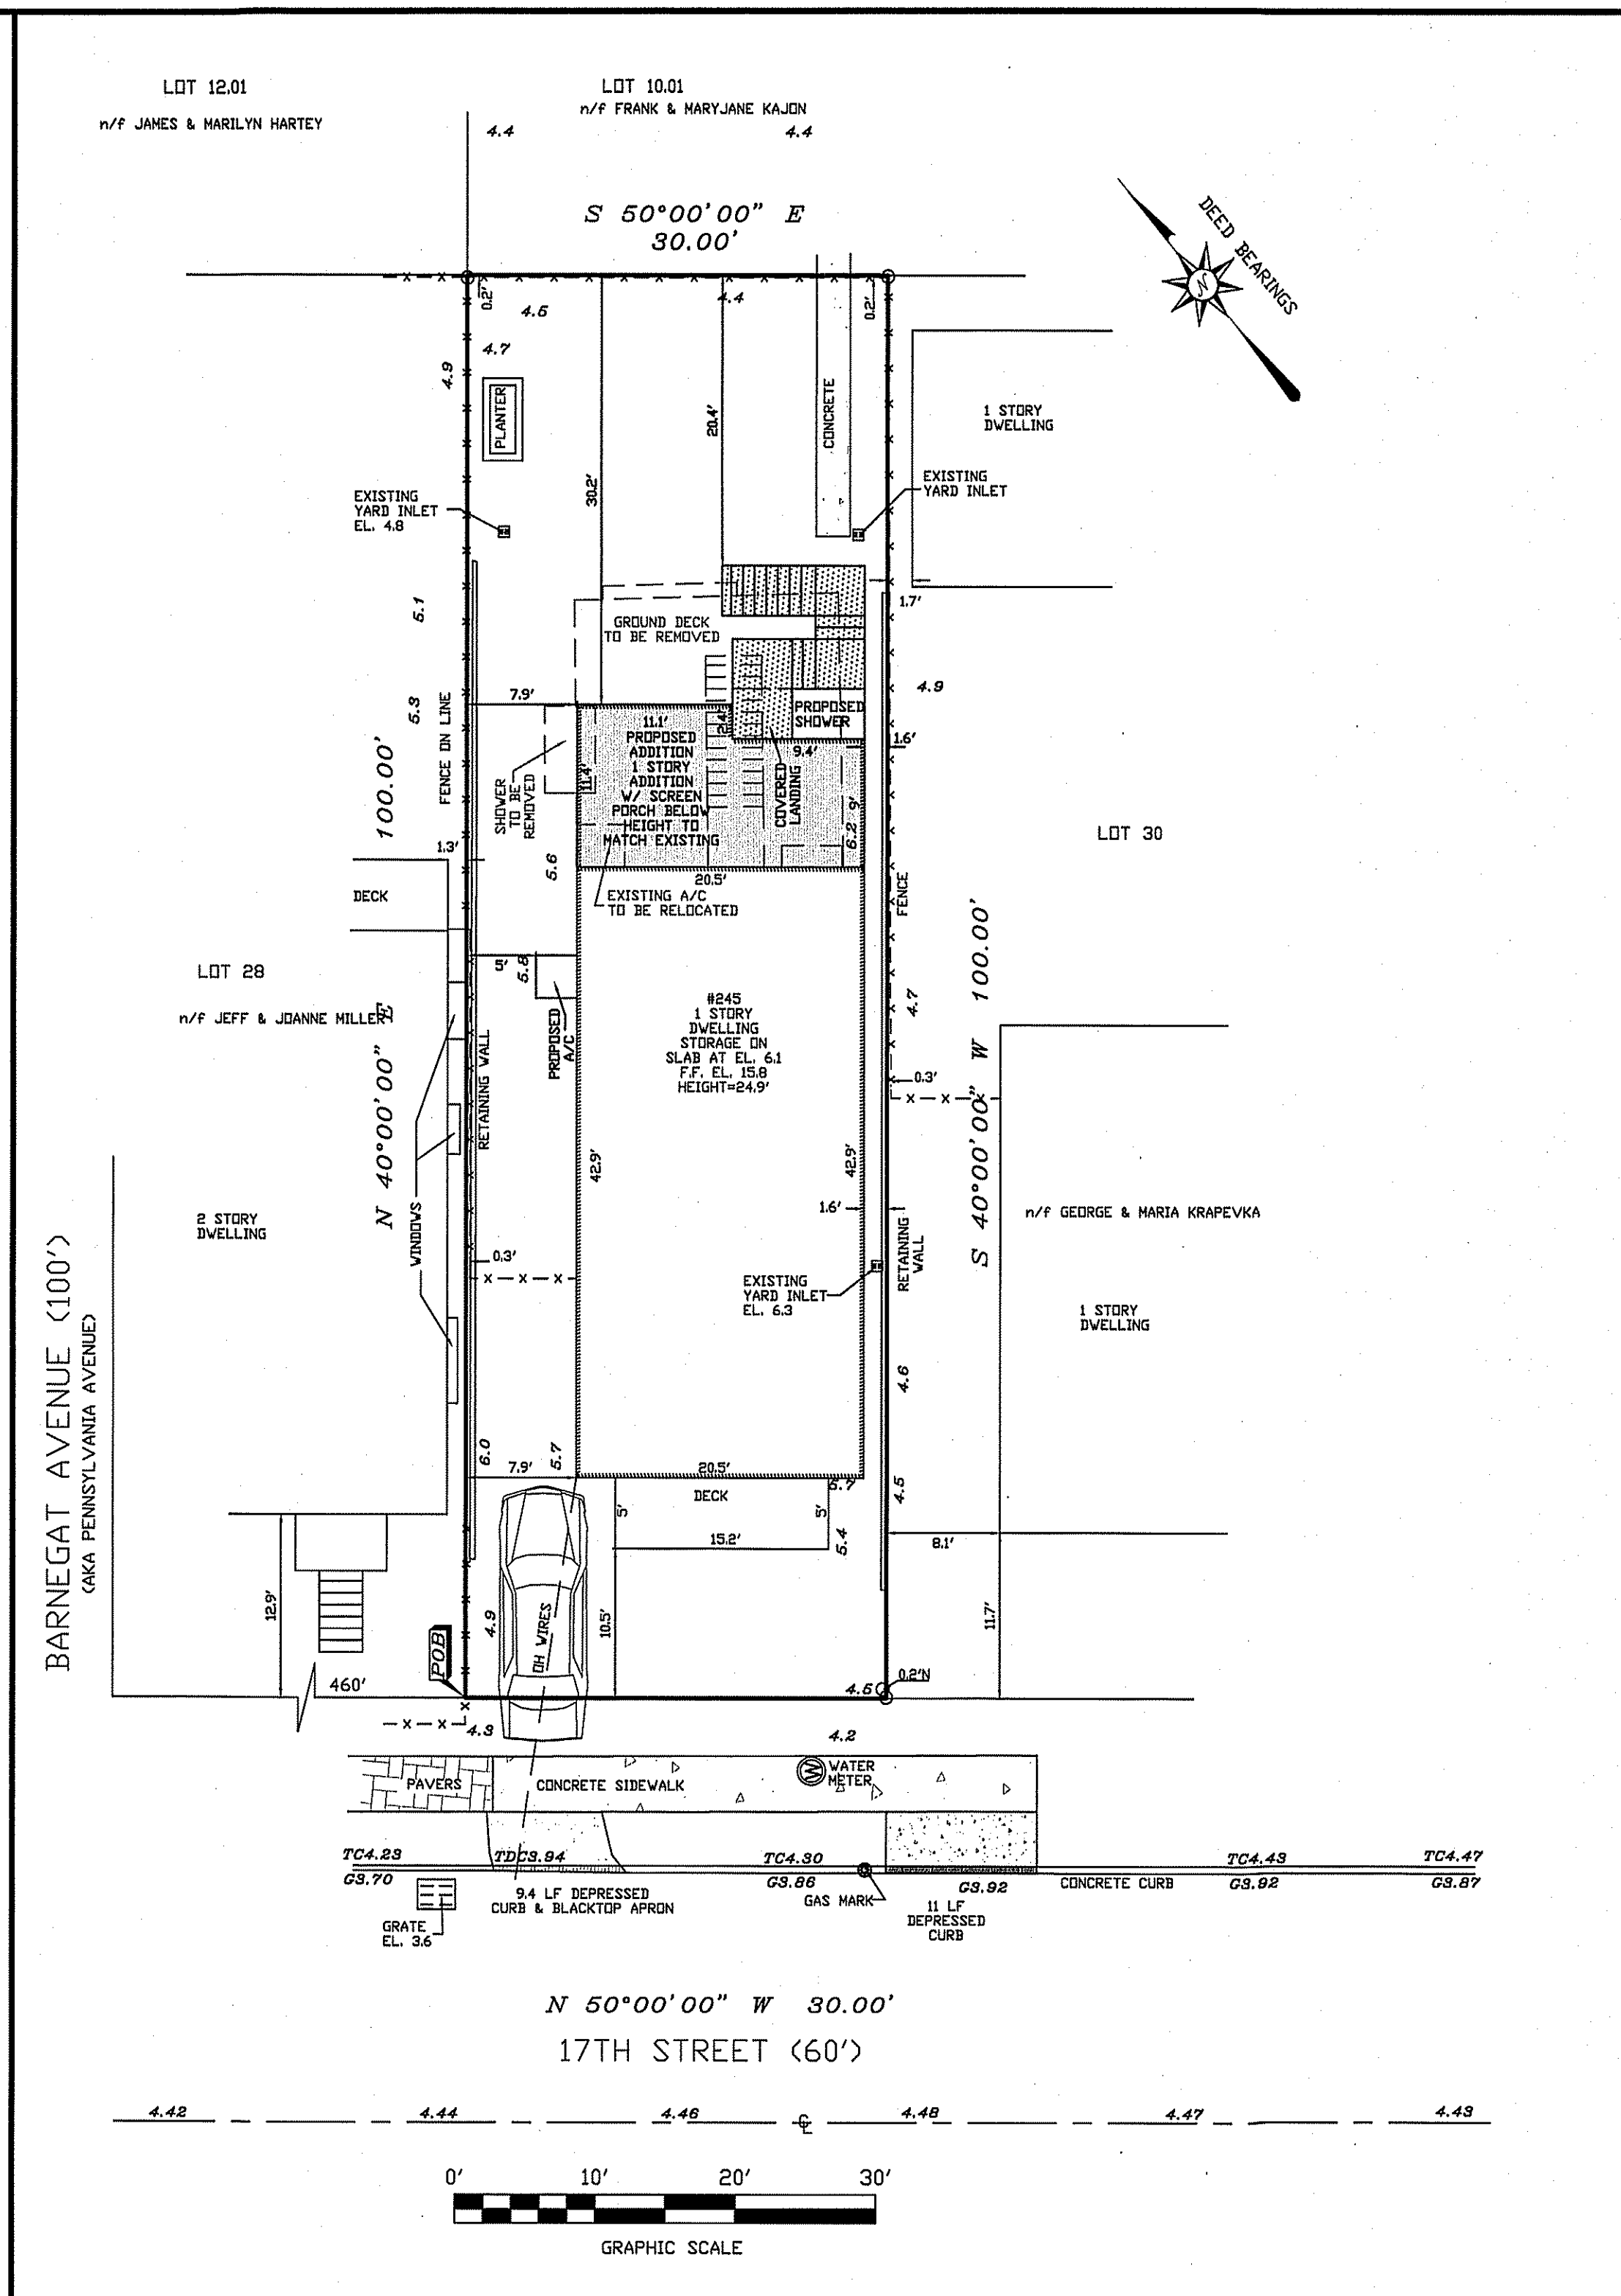 LOT 12.01
n/f JAMES & MARILYN HARTEY
LOT 10.01
n/f FRANK & MARYJANE KAJON
4.4
4.4
S 50°00'00" E
30.00'
DEED BEARINGS
N
0.2'
4.5
4.4
0.2'
4.7
4.9
PLANTER
30.2'
20.4'
CONCRETE
1 STORY
DWELLING
EXISTING
YARD INLET
EL. 4.8
EXISTING
YARD INLET
5.1
GROUND DECK
TO BE REMOVED
1.7'
5.3
FENCE ON LINE
7.9'
4.9
PROPOSED
SHOWER
SHOWER
TO BE
REMOVED
11.1'
PROPOSED
ADDITION
1 STORY
ADDITION
W/ SCREEN
PORCH BELOW
HEIGHT TO
MATCH EXISTING
11.4'
2.4'
9.4'
COVERED
LANDING
6.2
9'
1.6'
LOT 30
100.00'
1.3'
5.6
20.5'
EXISTING A/C
TO BE RELOCATED
FENCE
DECK
LOT 28
n/f JEFF & JOANNE MILLER
5'
5.8
PROPOSED
A/C
#245
1 STORY
DWELLING
STORAGE ON
SLAB AT EL. 6.1
F.F. EL. 15.8
HEIGHT=24.9'
4.7
S 40°00'00" W 100.00'
N 40°00'00" E
RETAINING WALL
0.3'
42.9'
42.9'
1.6'
n/f GEORGE & MARIA KRAPEVKA
2 STORY
DWELLING
WINDOWS
0.3'
RETAINING
WALL
EXISTING
YARD INLET
EL. 6.3
1 STORY
DWELLING
BARNEGAT AVENUE (100')
(AKA PENNSYLVANIA AVENUE)
4.6
6.0
7.9'
5.7
20.5'
DECK
5.7
5'
5'
15.2'
5.4
4.5
8.1'
12.9'
4.9
OH WIRES
10.5'
11.7'
POB
460'
0.2'N
4.5
4.3
4.2
PAVERS
CONCRETE SIDEWALK
W
WATER
METER
TC4.23
TDC3.94
TC4.30
TC4.43
TC4.47
G3.70
G3.86
G3.92
CONCRETE CURB
G3.92
G3.87
9.4 LF DEPRESSED
CURB & BLACKTOP APRON
GAS MARK
11 LF
DEPRESSED
CURB
GRATE
EL. 3.6
N 50°00'00" W 30.00'
17TH STREET (60')
4.42
4.44
4.46
4.48
4.47
4.43
0'
10'
20'
30'
GRAPHIC SCALE